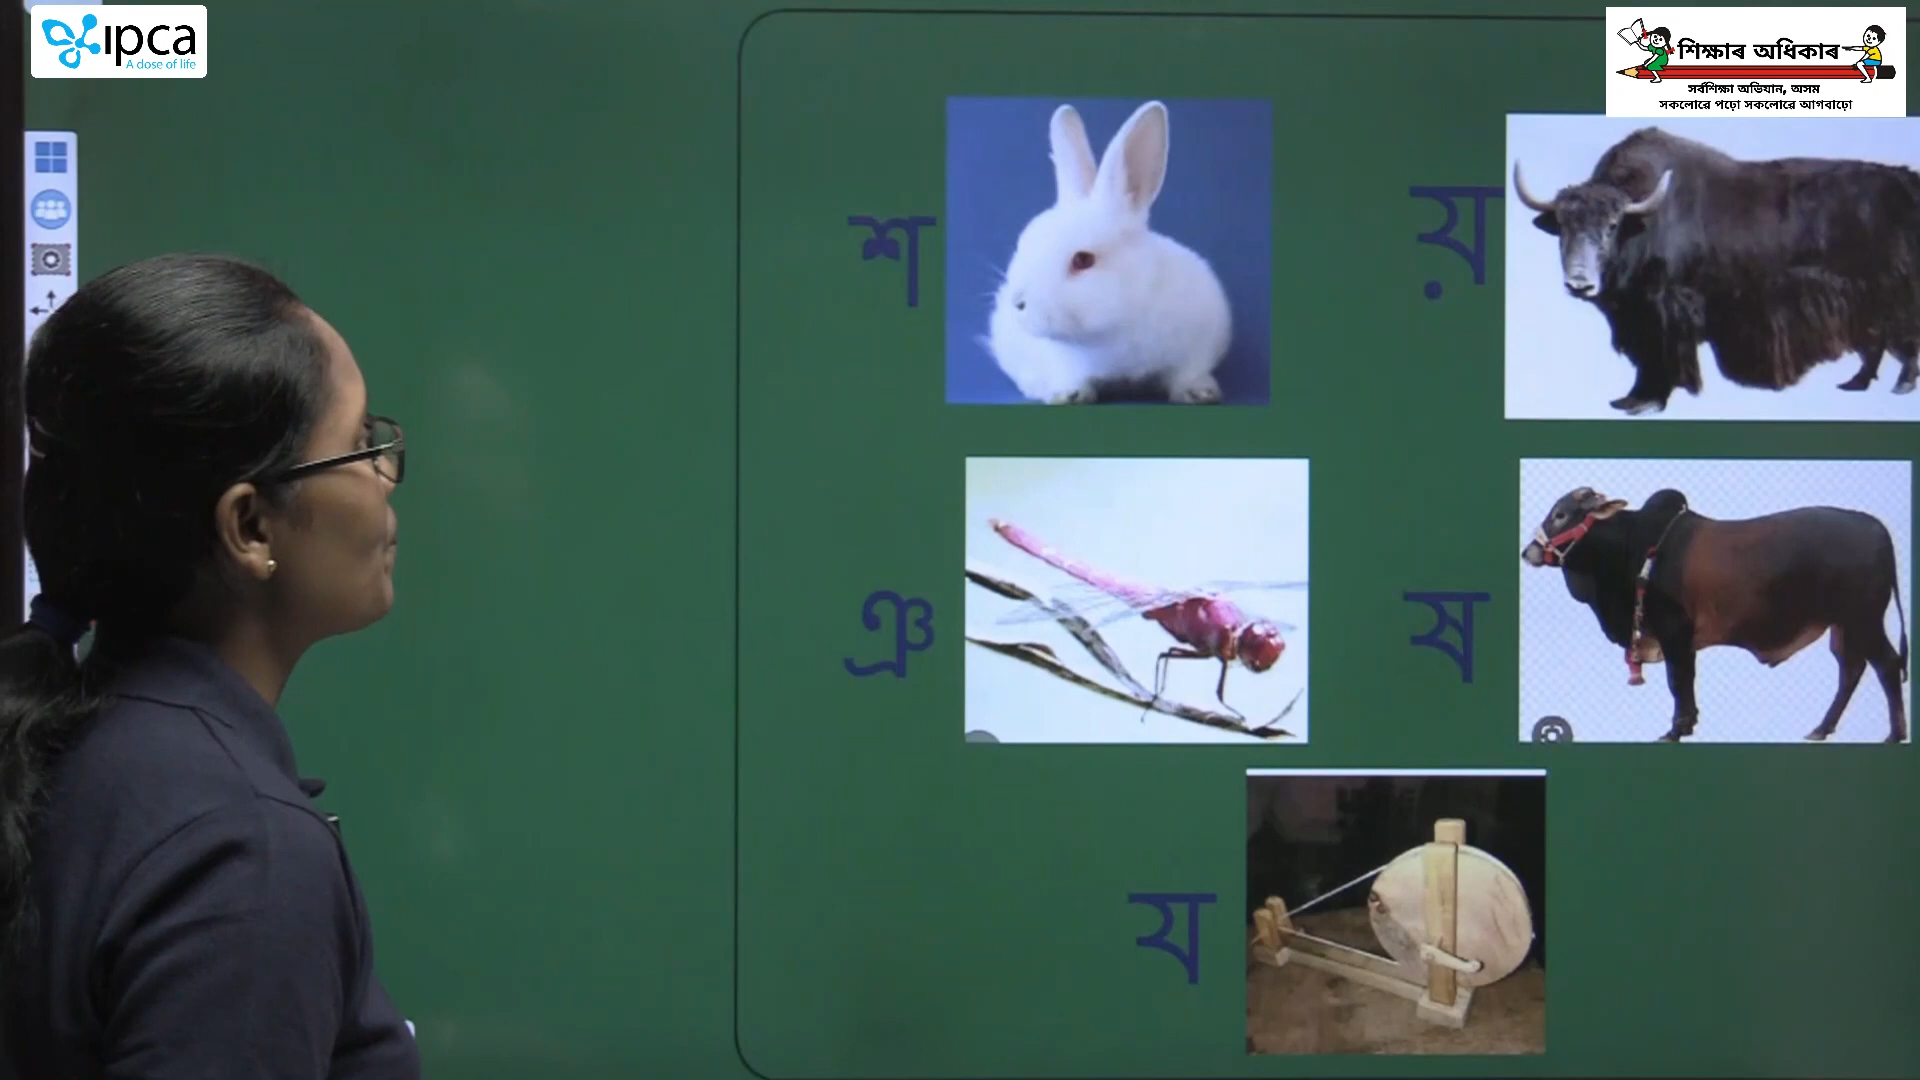 ipca
A dose of life
শিক্ষাৰ অধিকাৰ
সৰ্বশিক্ষা অভিযান, অসম
সকলোৱে পঢ়ো সকলোৱে আগবাঢ়ো
শ
য়
ঞ
ষ
য